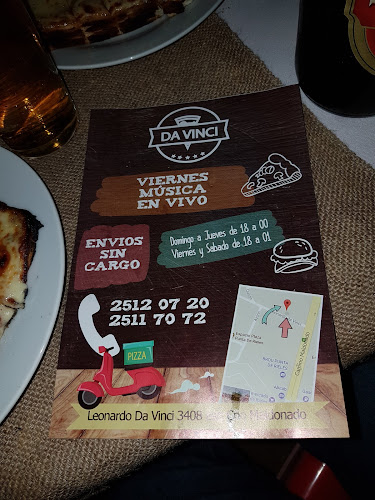 DA VINCI
VIERNES
MÚSICA
EN VIVO
ENVIOS
SIN
CARGO
Domingo a Jueves de 18 a 00
Viernes y Sabado de 18 a 01
2512 07 20
2511 70 72
PIZZA
Leonardo Da Vinci 3408